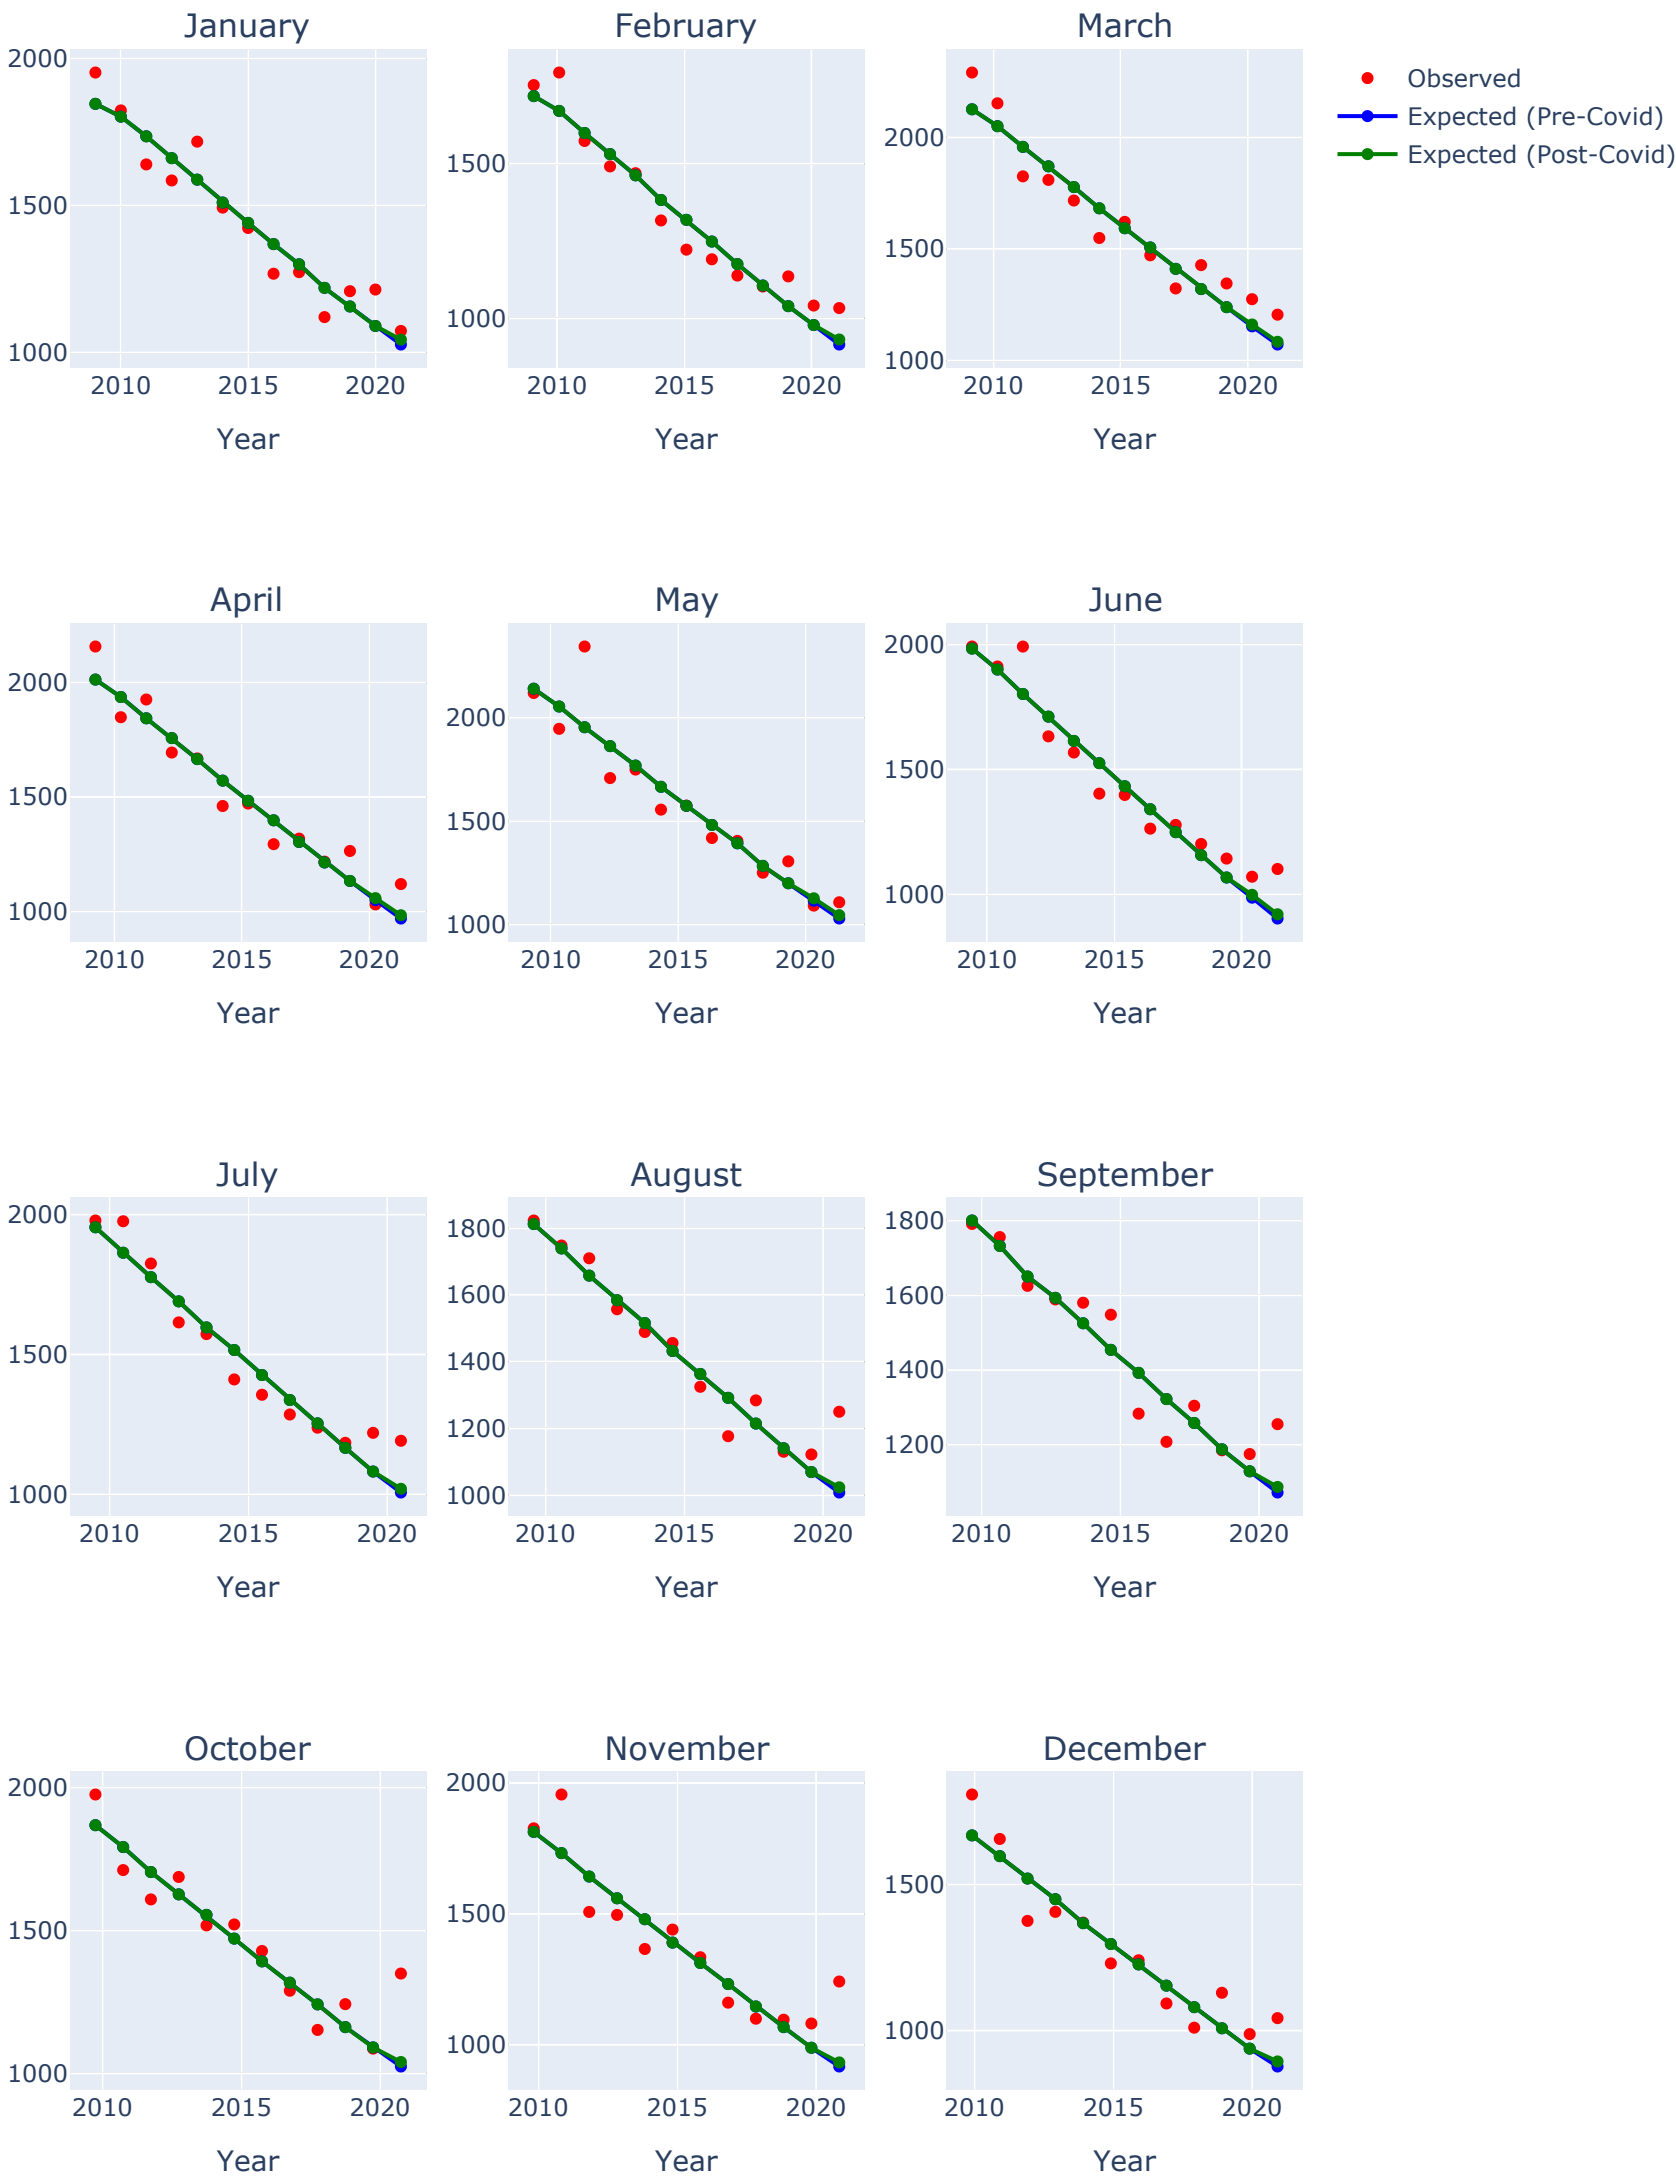 January
February
March
2000
1500
1000
2010
2015
2020
Year
1500
1000
2010
2015
2020
Year
2000
1500
1000
2010
2015
2020
Year
Observed
Expected (Pre-Covid)
Expected (Post-Covid)
April
May
June
2000
1500
1000
2010
2015
2020
Year
2000
1500
1000
2010
2015
2020
Year
2000
1500
1000
2010
2015
2020
Year
July
August
September
2000
1500
1000
2010
2015
2020
Year
1800
1600
1400
1200
1000
2010
2015
2020
Year
1800
1600
1400
1200
2010
2015
2020
Year
October
November
December
2000
1500
1000
2010
2015
2020
Year
2000
1500
1000
2010
2015
2020
Year
1500
1000
2010
2015
2020
Year